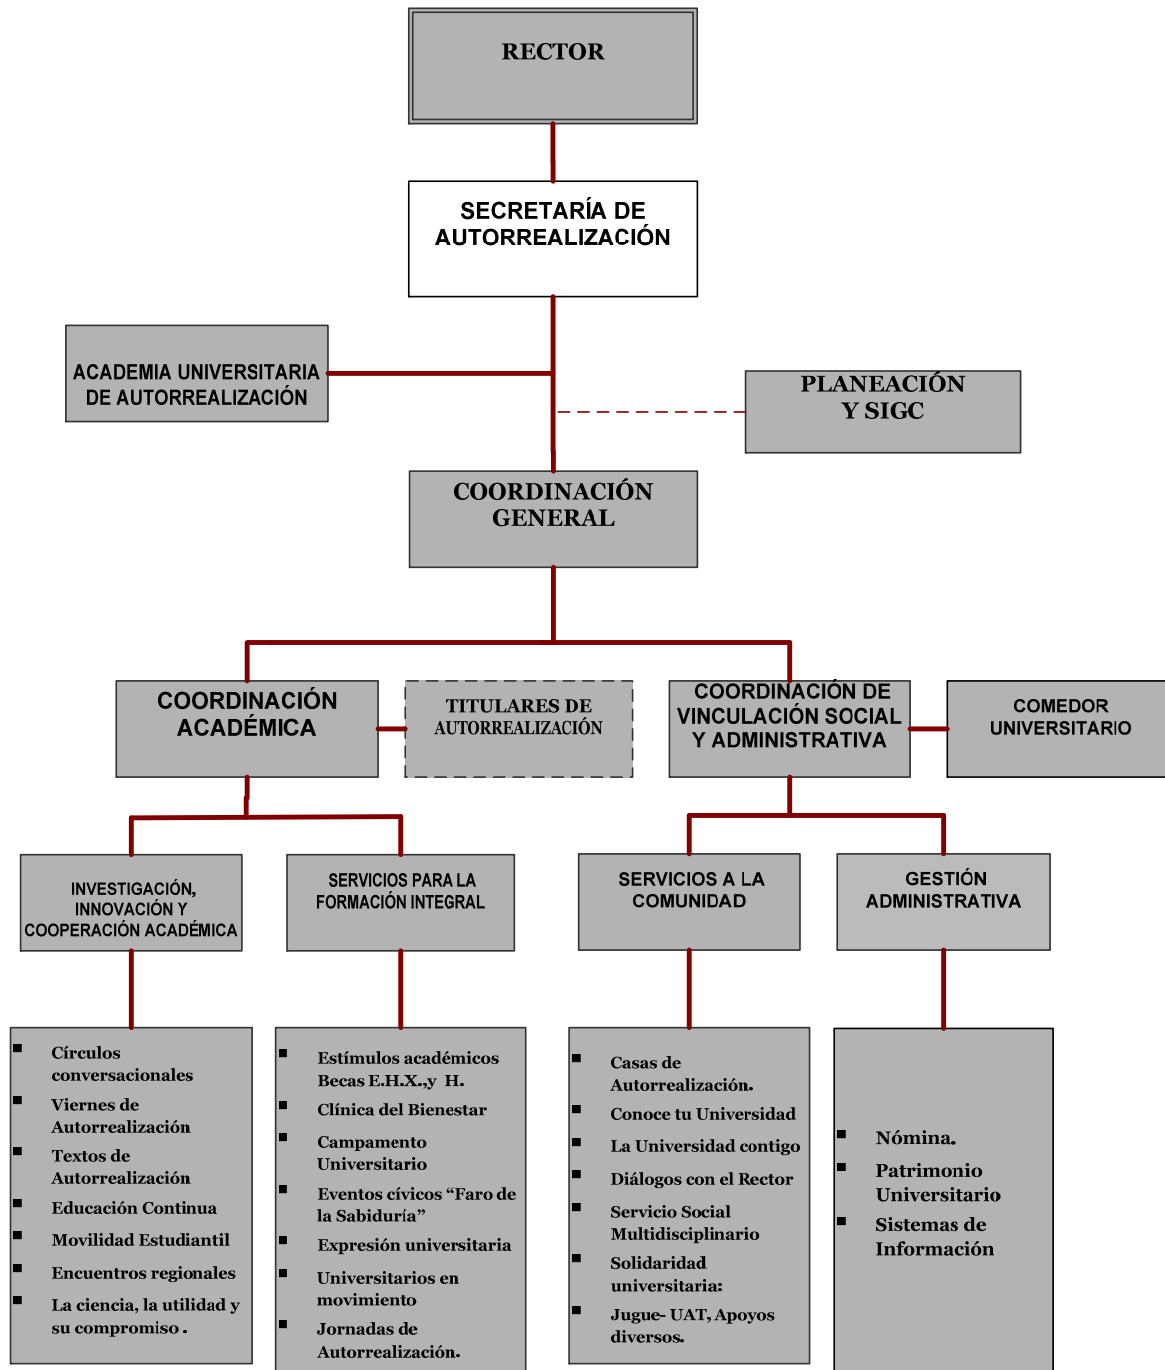 RECTOR
SECRETARÍA DE
AUTORREALIZACIÓN
ACADEMIA UNIVERSITARIA
DE AUTORREALIZACIÓN
PLANEACIÓN
Y SIGC
COORDINACIÓN
GENERAL
COORDINACIÓN
ACADÉMICA
TITULARES DE
AUTORREALIZACIÓN
COORDINACIÓN DE
VINCULACIÓN SOCIAL
Y ADMINISTRATIVA
COMEDOR
UNIVERSITARIO
INVESTIGACIÓN,
INNOVACIÓN Y
COOPERACIÓN ACADÉMICA
SERVICIOS PARA LA
FORMACIÓN INTEGRAL
SERVICIOS A LA
COMUNIDAD
GESTIÓN
ADMINISTRATIVA
▪ Círculos
conversacionales
▪ Viernes de
Autorrealización
▪ Textos de
Autorrealización
▪ Educación Continua
▪ Movilidad Estudiantil
▪ Encuentros regionales
▪ La ciencia, la utilidad y
su compromiso .
▪ Estímulos académicos
Becas E.H.X.,y H.
▪ Clínica del Bienestar
▪ Campamento
Universitario
▪ Eventos cívicos “Faro de
la Sabiduría”
▪ Expresión universitaria
▪ Universitarios en
movimiento
▪ Jornadas de
Autorrealización.
▪ Casas de
Autorrealización.
▪ Conoce tu Universidad
▪ La Universidad contigo
▪ Diálogos con el Rector
▪ Servicio Social
Multidisciplinario
▪ Solidaridad
universitaria:
▪ Jugue- UAT, Apoyos
diversos.
▪ Nómina.
▪ Patrimonio
Universitario
▪ Sistemas de
Información